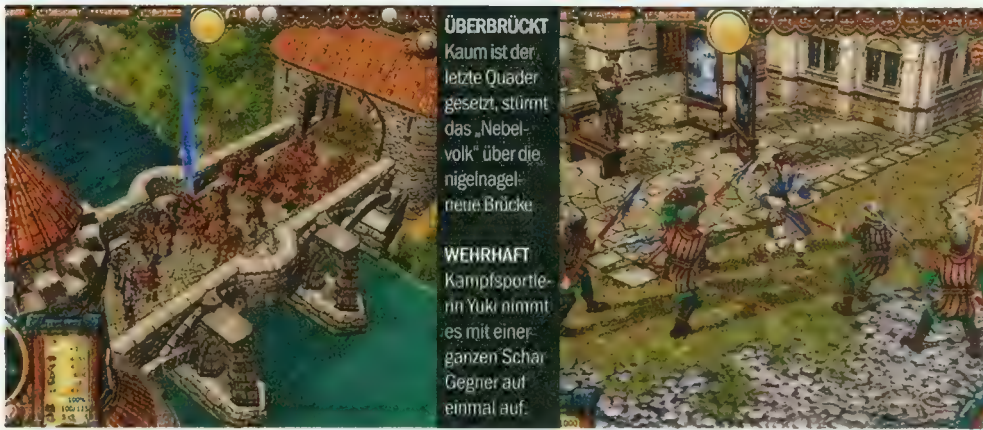 ÜBERBRÜCKT
Kaum ist der
letzte Quader
gesetzt, stürmt
das „Nebel-
volk" über die
nigelnagel-
neue Brücke
WEHRHAFT
Kampfsportle-
rin Yuki nimmt
es mit einer
ganzen Schar
Gegner auf
einmal auf.
100%